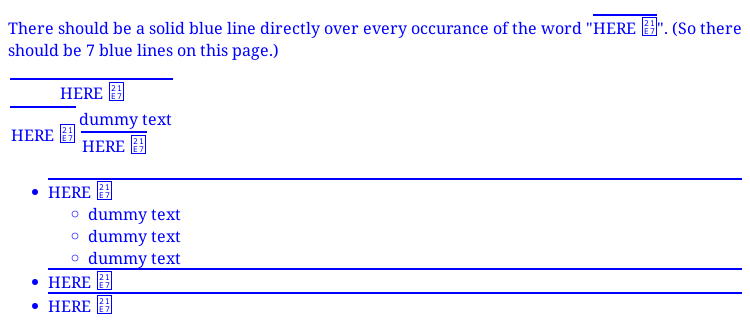 There should be a solid blue line directly over every occurance of the word "HERE ⇧". (So there
should be 7 blue lines on this page.)
HERE ⇧
HERE ⇧
dummy text
HERE ⇧
HERE ⇧
dummy text
dummy text
dummy text
HERE ⇧
HERE ⇧